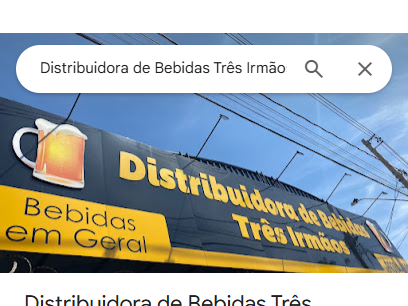 Distribuidora de Bebidas Três Irmão
Distribuidora de Bebidas
Três Irmãos
Bebidas
em Geral
Distribuidora de Bebidas Três